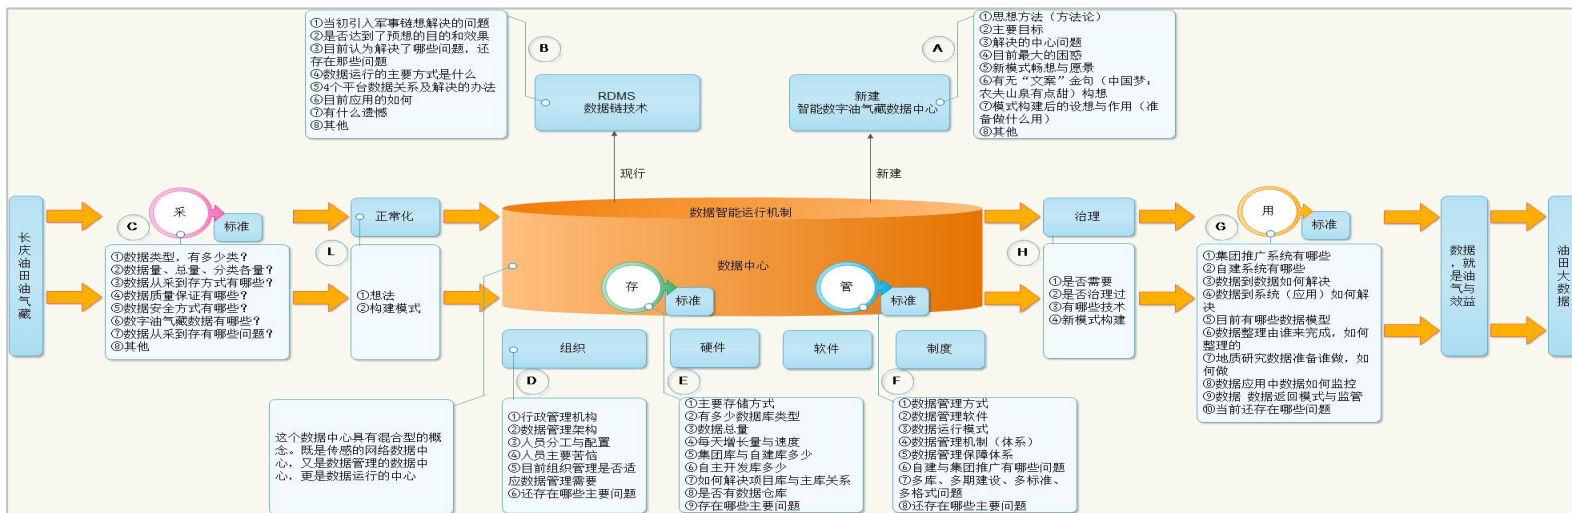 ①当初引入军事链想解决的问题
②是否达到了预想的目的和效果
③目前认为解决了哪些问题，还
存在那些问题
④数据运行的主要方式是什么
⑤4个平台数据关系及解决的办法
⑥目前应用的如何
⑦有什么遗憾
⑧其他
B
RDMS
数据链技术
A
新建
智能数字油气藏数据中心
①思想方法（方法论）
②主要目标
③解决的中心问题
④目前最大的困惑
⑤新模式畅想与愿景
⑥有无“文案”金句（中国梦；
农夫山泉有点甜）构想
⑦模式构建后的设想与作用（准
备做什么用）
⑧其他
现行
新建
长庆油田油气藏
C
采
标准
①数据类型，有多少类？
②数据量、总量、分类各量？
③数据从采到存方式有哪些？
④数据质量保证有哪些？
⑤数据安全方式有哪些？
⑥数字油气藏数据有哪些？
⑦数据从采到存有哪些问题？
⑧其他
正常化
L
①想法
②构建模式
数据智能运行机制
数据中心
存
标准
管
标准
治理
H
①是否需要
②是否治理过
③有哪些技术
④新模式构建
G
用
标准
①集团推广系统有哪些
②自建系统有哪些
③数据到数据如何解决
④数据到系统（应用）如何解
决
⑤目前有哪些数据模型
⑥数据整理由谁来完成，如何
整理的
⑦地质研究数据准备谁做，如
何做
⑧数据应用中数据如何监控
⑨数据 数据返回模式与监管
⑩当前还存在哪些问题
数据，就是油气与效益
油田大数据
组织
硬件
软件
制度
D
E
F
这个数据中心具有混合型的概
念。既是传感的网络数据中
心，又是数据管理的数据中
心，更是数据运行的中心
①行政管理机构
②数据管理架构
③人员分工与配置
④人员主要苦恼
⑤目前组织管理是否适
应数据管理需要
⑥还存在哪些主要问题
①主要存储方式
②有多少数据库类型
③数据总量
④每天增长量与速度
⑤集团库与自建库多少
⑥自主开发库多少
⑦如何解决项目库与主库关系
⑧是否有数据仓库
⑨存在哪些主要问题
①数据管理方式
②数据管理软件
③数据运行模式
④数据管理机制（体系）
⑤数据管理保障体系
⑥自建与集团推广有哪些问题
⑦多库、多期建设、多标准、
多格式问题
⑧还存在哪些主要问题